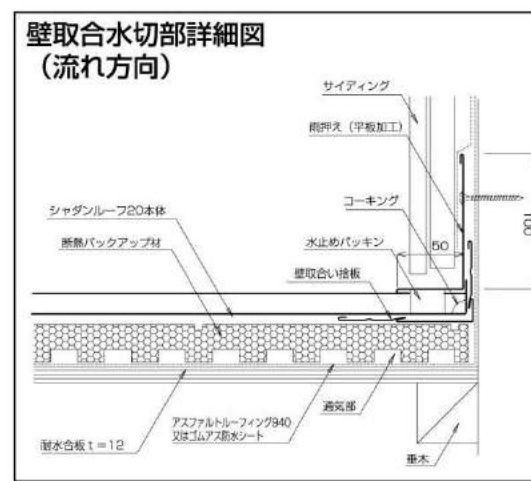 壁取合水切部詳細図
（流れ方向）
サイディング
雨押え（平板加工）
コーキング
シャダンルーフ20本体
水止めパッキン
50
100
断熱バックアップ材
壁取合い捨板
アスファルトルーフィング940
又はゴムアス防水シート
通気部
耐水合板ｔ＝12
垂木